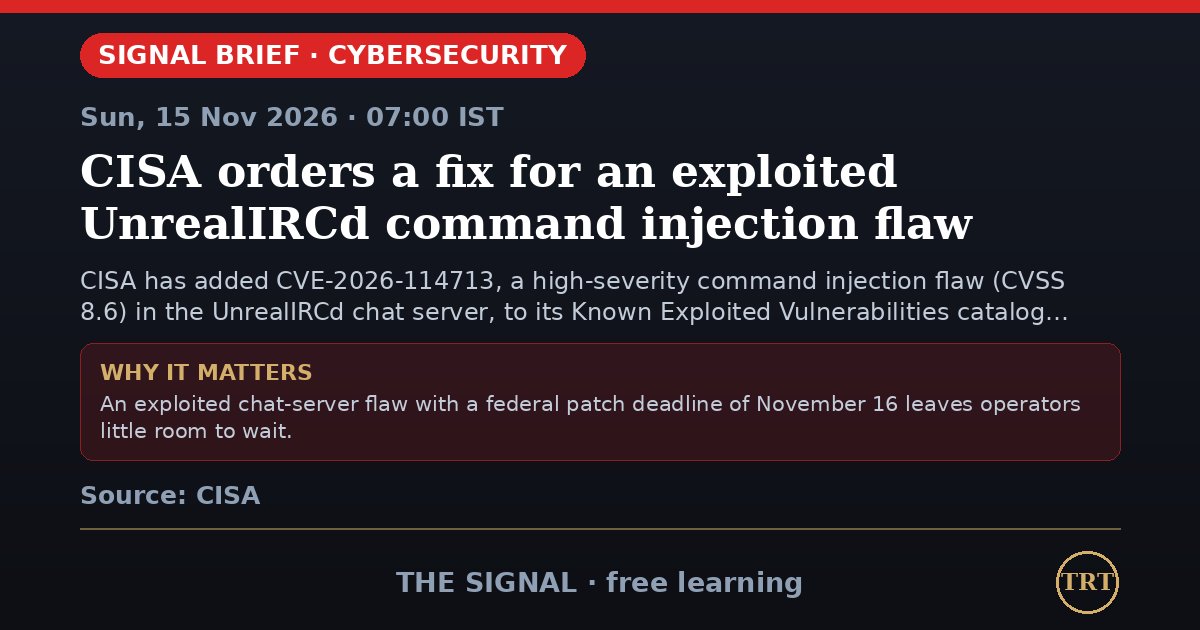 SIGNAL BRIEF · CYBERSECURITY
Sun, 15 Nov 2026 · 07:00 IST
CISA orders a fix for an exploited
UnrealIRCd command injection flaw
CISA has added CVE-2026-114713, a high-severity command injection flaw (CVSS
8.6) in the UnrealIRCd chat server, to its Known Exploited Vulnerabilities catalog...
WHY IT MATTERS
An exploited chat-server flaw with a federal patch deadline of November 16 leaves operators
little room to wait.
Source: CISA
THE SIGNAL · free learning
TRT